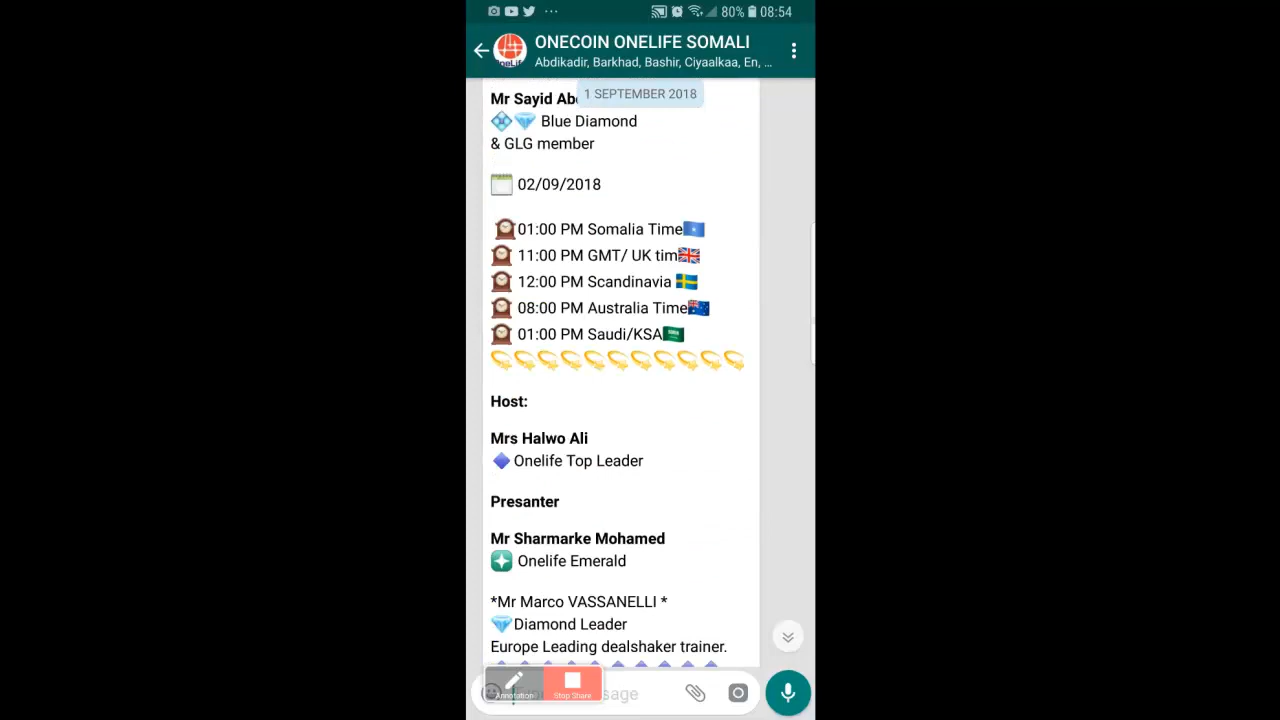 80% 08:54
ONECOIN ONELIFE SOMALI
Abdikadir, Barkhad, Bashir, Ciyaalkaa, En, ...
1 SEPTEMBER 2018
Mr Sayid
Blue Diamond
& GLG member
02/09/2018
01:00 PM Somalia Time
11:00 PM GMT/ UK tim
12:00 PM Scandinavia
08:00 PM Australia Time
01:00 PM Saudi/KSA
Host:
Mrs Halwo Ali
Onelife Top Leader
Presanter
Mr Sharmarke Mohamed
Onelife Emerald
*Mr Marco VASSANELLI *
Diamond Leader
Europe Leading dealshaker trainer.
Annotation
Stop Share